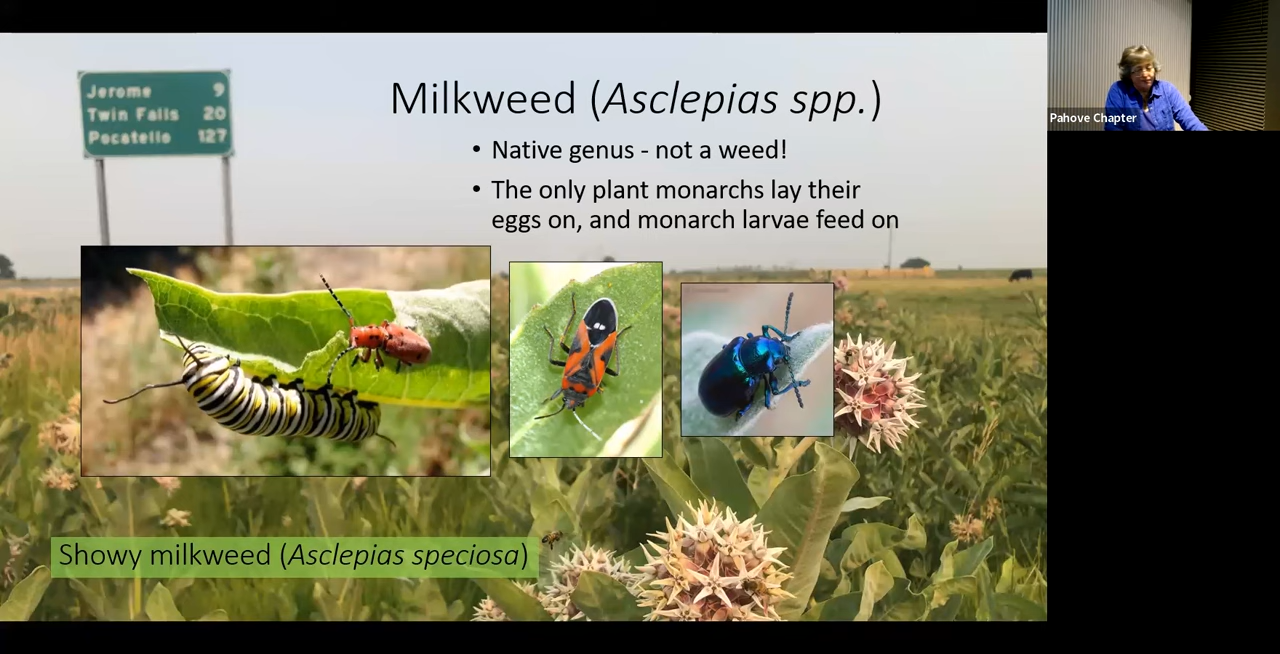 Jerome 9
Twin Falls 20
Pocatello 127
Milkweed (Asclepias spp.)
• Native genus - not a weed!
• The only plant monarchs lay their
eggs on, and monarch larvae feed on
Showy milkweed (Asclepias speciosa)
Pahove Chapter